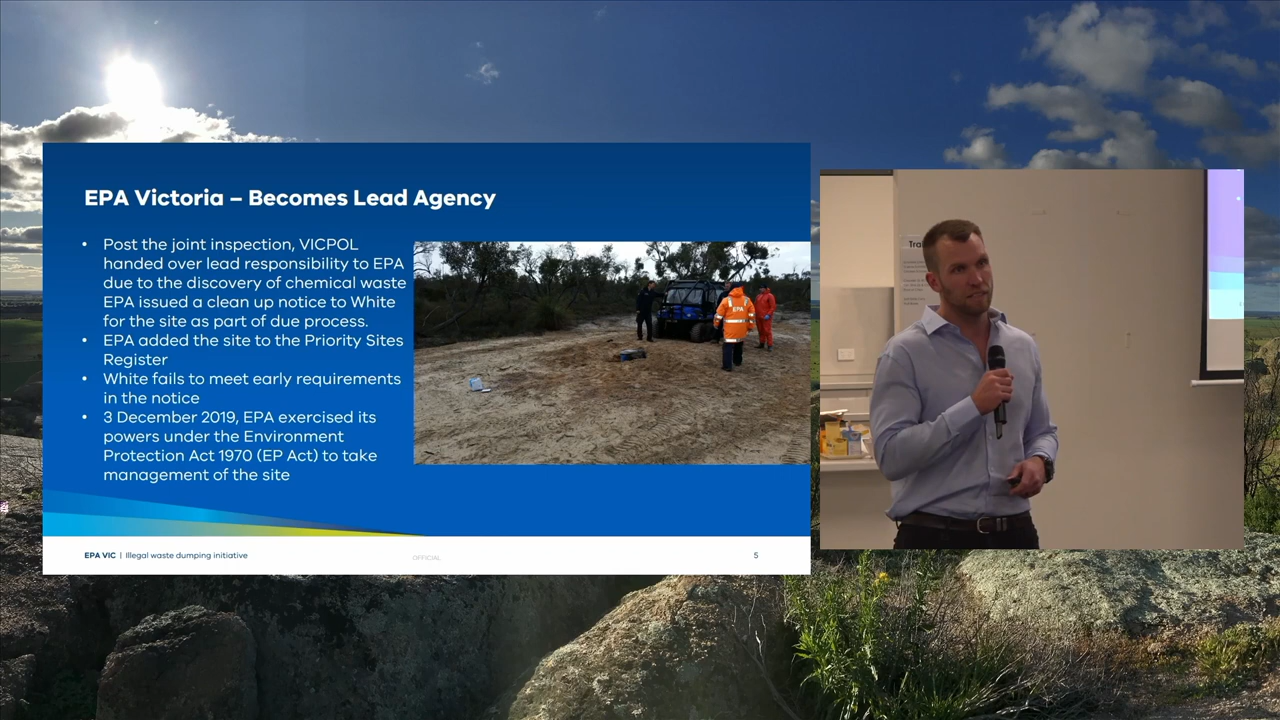 EPA Victoria – Becomes Lead Agency
• Post the joint inspection, VICPOL
handed over lead responsibility to EPA
due to the discovery of chemical waste
EPA issued a clean up notice to White
for the site as part of due process.
• EPA added the site to the Priority Sites
Register
• White fails to meet early requirements
in the notice
• 3 December 2019, EPA exercised its
powers under the Environment
Protection Act 1970 (EP Act) to take
management of the site
EPA
EPA VIC | Illegal waste dumping initiative
OFFICIAL
5